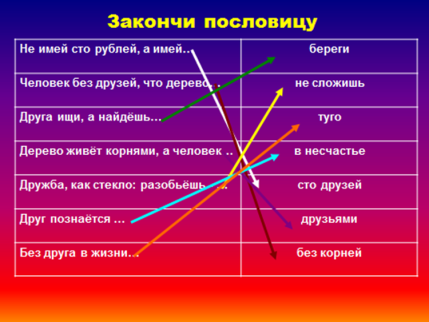 Закончи пословицу
Не имей сто рублей, а имей… береги
Человек без друзей, что дерево… не сложишь
Друга ищи, а найдёшь… туго
Дерево живёт корнями, а человек … в несчастье
Дружба, как стекло: разобьёшь … сто друзей
Друг познаётся … друзьями
Без друга в жизни… без корней